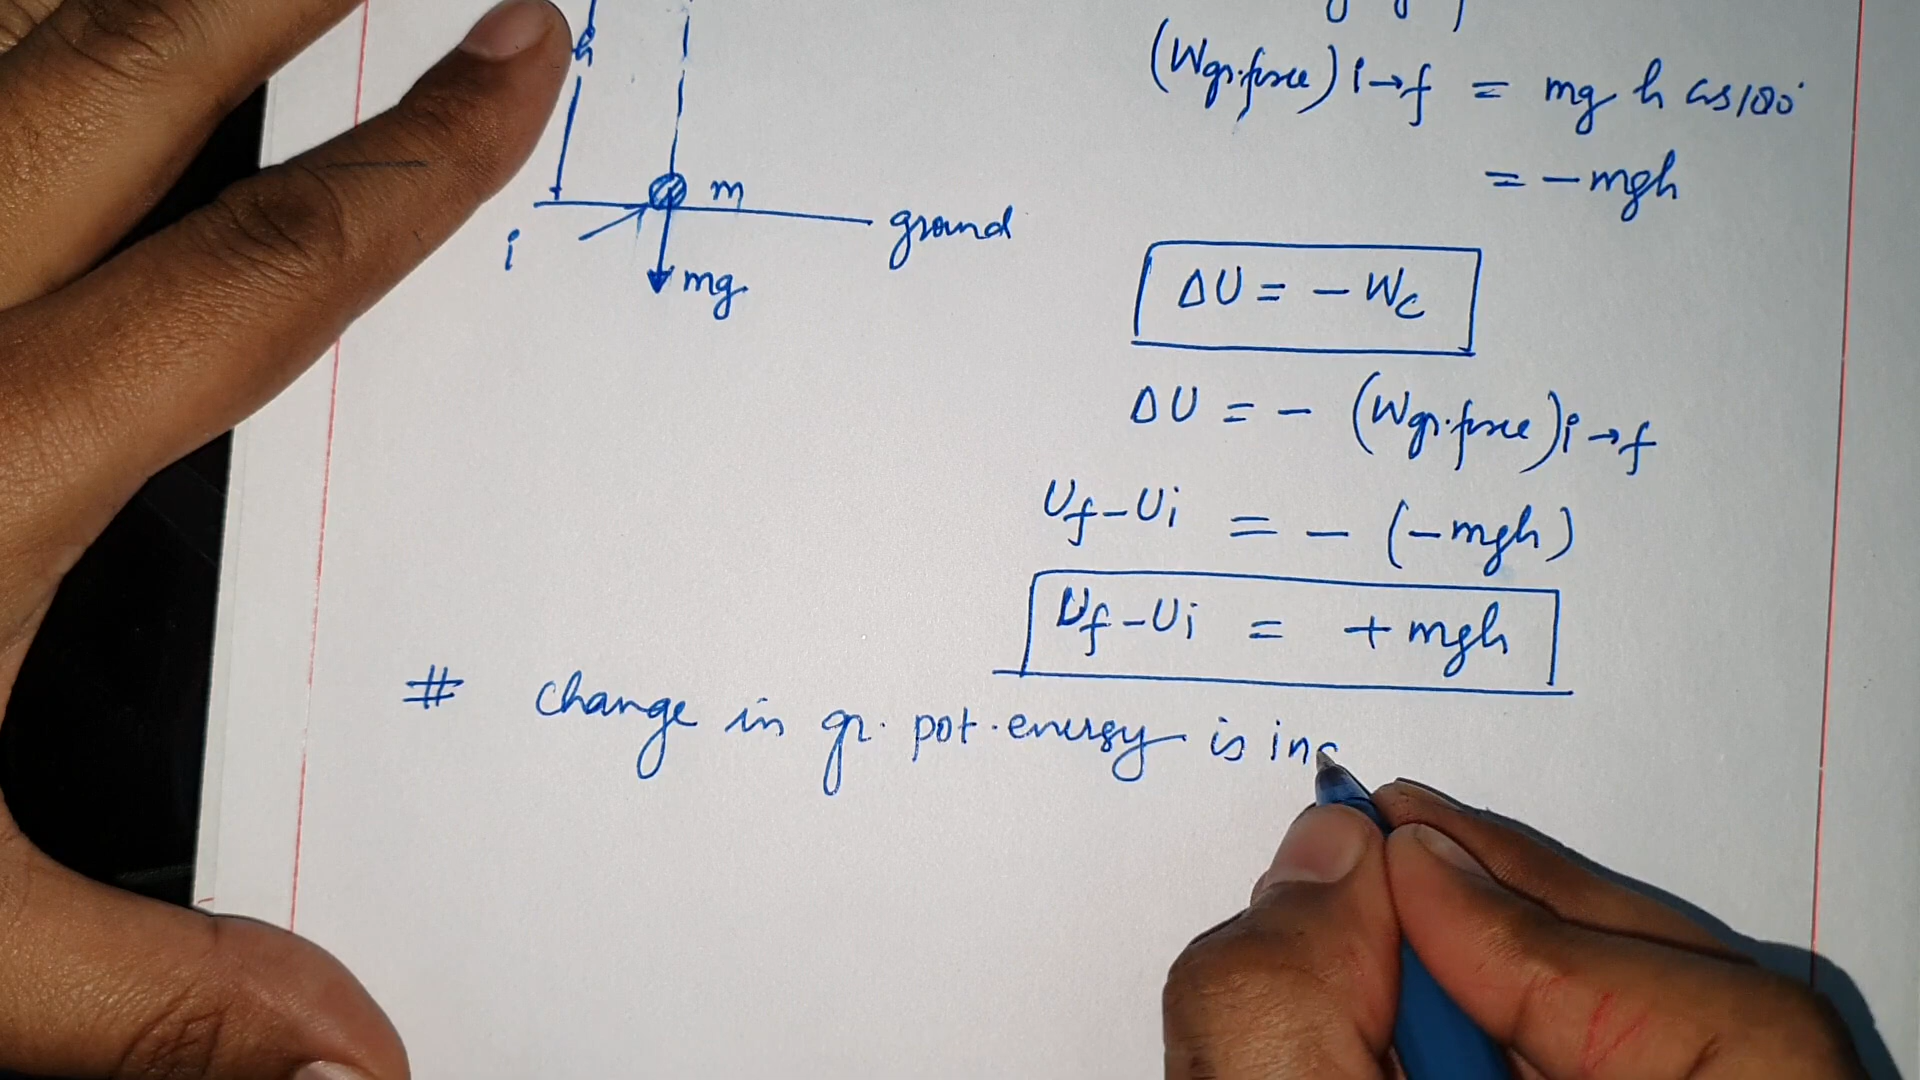 h
(Wgr.force) i→f = mg h cos180°
= -mgh
m
ground
i
mg
ΔU = - Wc
ΔU = - (Wgr.force)i→f
Uf-Ui = - (-mgh)
Uf-Ui = + mgh
# change in gr. pot. energy is inc